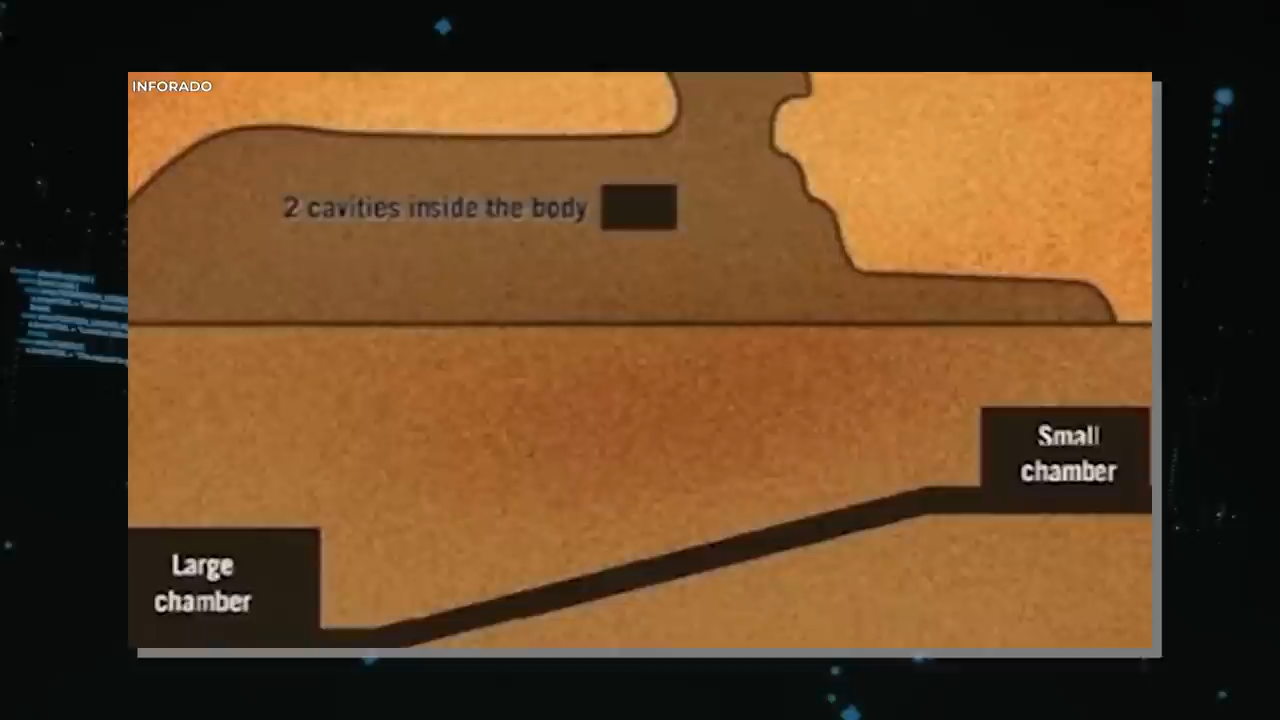 INFORADO
2 cavities inside the body
Small
chamber
Large
chamber